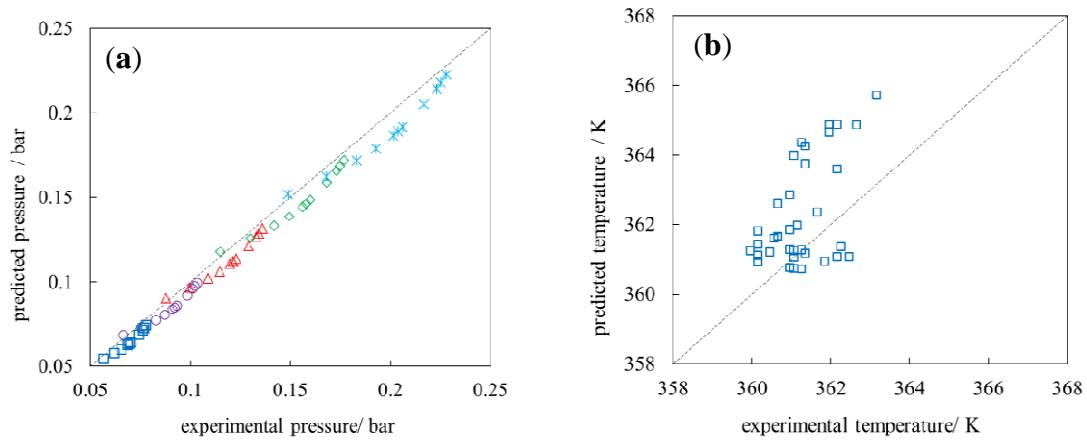 (a)
predicted pressure / bar
0.25
0.2
0.15
0.1
0.05
0.05 0.1 0.15 0.2 0.25
experimental pressure/ bar
(b)
predicted temperature / K
368
366
364
362
360
358
358 360 362 364 366 368
experimental temperature/ K